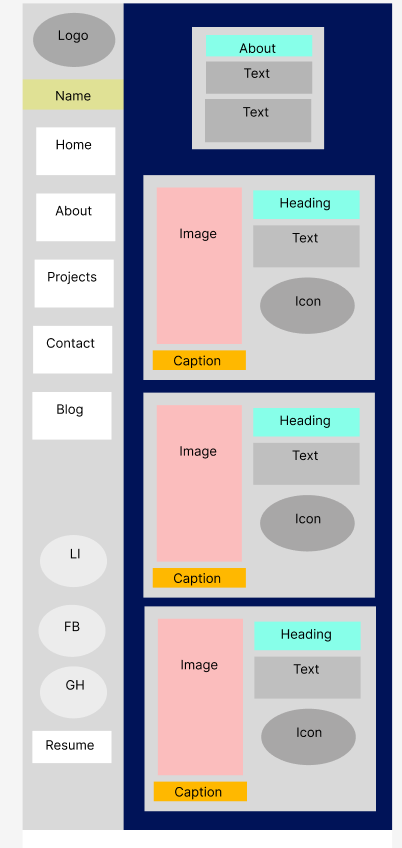 Logo
Name
Home
About
Projects
Contact
Blog
LI
FB
GH
Resume
About
Text
Text
Image
Caption
Heading
Text
Icon
Image
Caption
Heading
Text
Icon
Image
Caption
Heading
Text
Icon